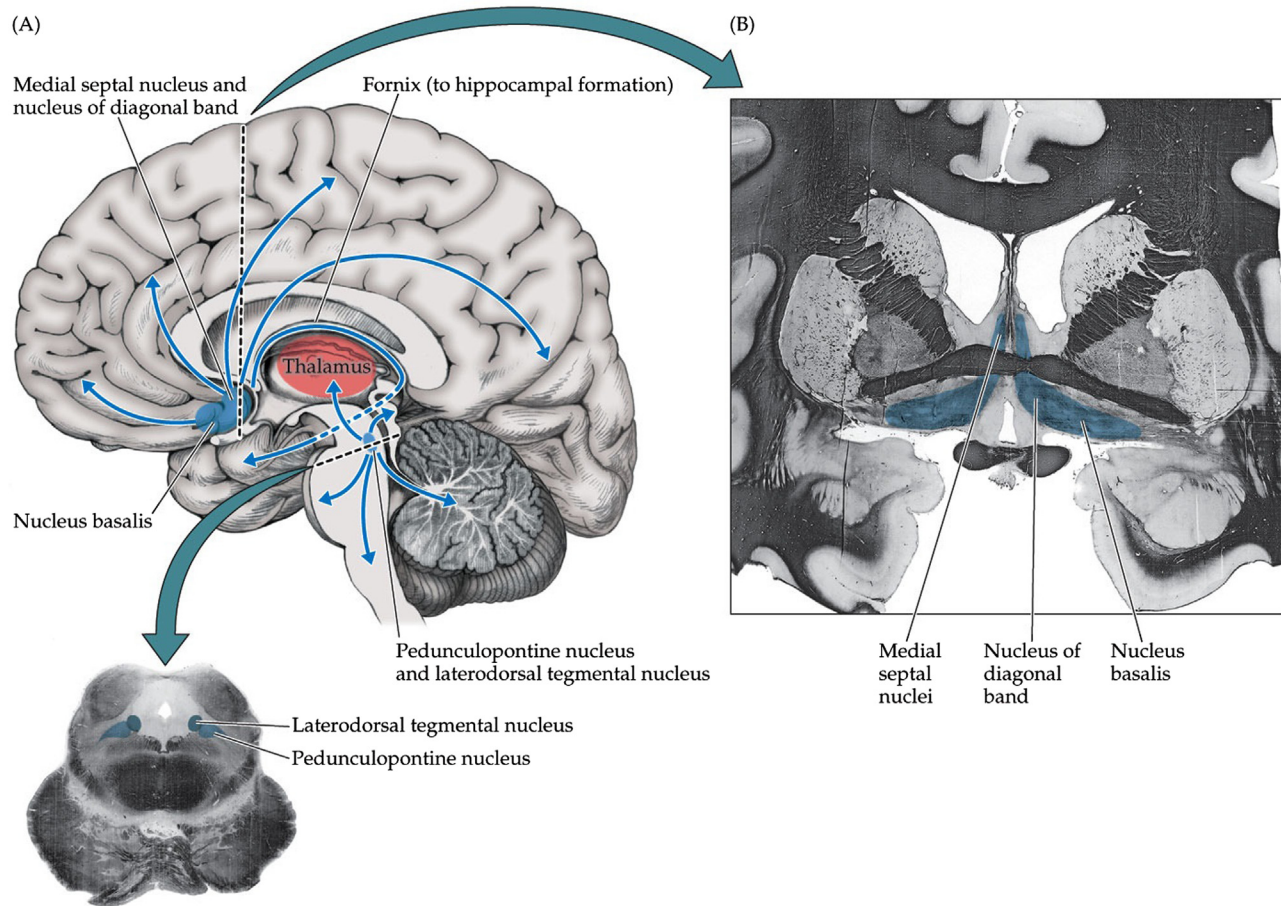 (A)
Medial septal nucleus and
nucleus of diagonal band
Fornix (to hippocampal formation)
Thalamus
Nucleus basalis
Pedunculopontine nucleus
and laterodorsal tegmental nucleus
Laterodorsal tegmental nucleus
Pedunculopontine nucleus
(B)
Medial
septal
nuclei
Nucleus of
diagonal
band
Nucleus
basalis